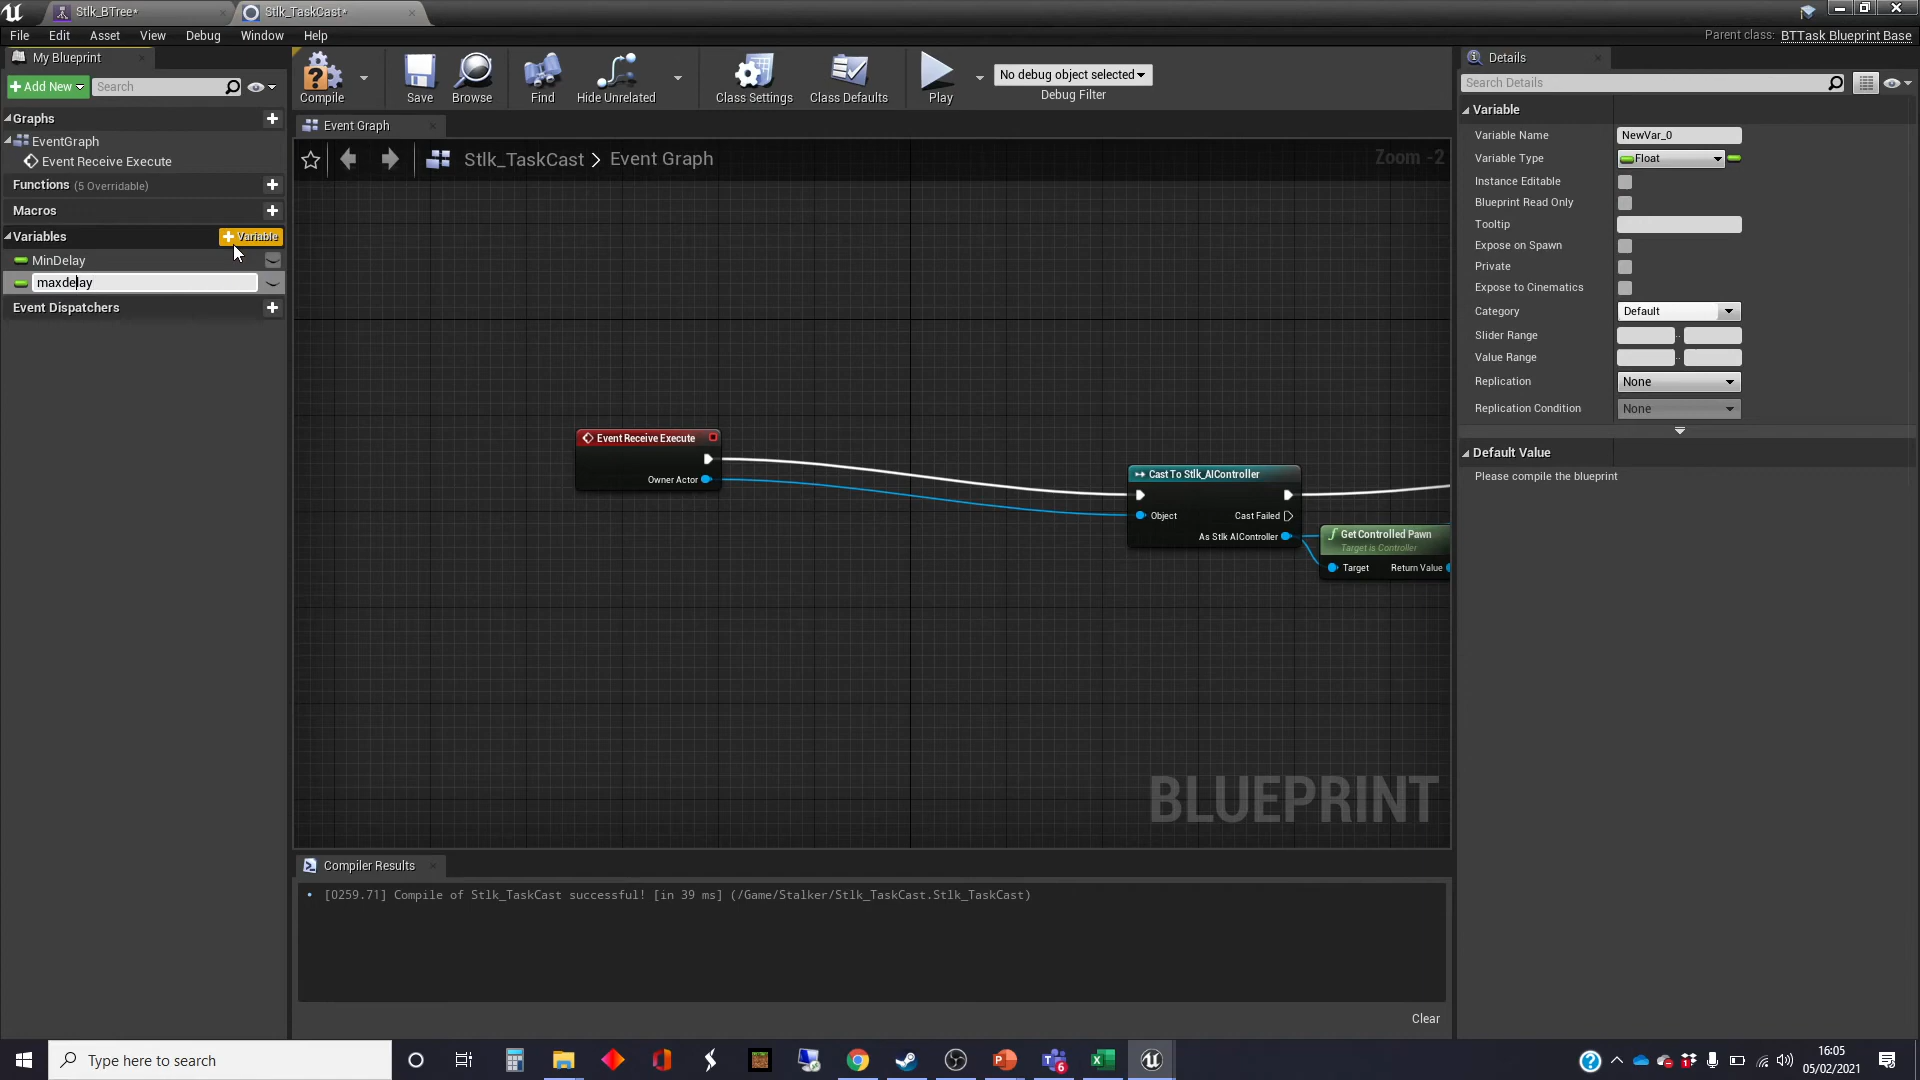 Stlk_BTree*
Stlk_TaskCast*
File Edit Asset View Debug Window Help
Parent class: BTTask Blueprint Base
My Blueprint
Add New
Search
Compile
Save
Browse
Find
Hide Unrelated
Class Settings
Class Defaults
Play
No debug object selected
Debug Filter
Graphs
EventGraph
Event Receive Execute
Functions (5 Overridable)
Macros
Variables
Variable
MinDelay
maxdelay
Event Dispatchers
Event Graph
Stlk_TaskCast > Event Graph
Zoom -2
Event Receive Execute
Owner Actor
Cast To Stlk_AIController
Object
Cast Failed
As Stlk AIController
Get Controlled Pawn
Target is Controller
Target
Return Value
BLUEPRINT
Compiler Results
[0259.71] Compile of Stlk_TaskCast successful! [in 39 ms] (/Game/Stalker/Stlk_TaskCast.Stlk_TaskCast)
Clear
Details
Search Details
Variable
Variable Name NewVar_0
Variable Type Float
Instance Editable
Blueprint Read Only
Tooltip
Expose on Spawn
Private
Expose to Cinematics
Category Default
Slider Range
Value Range
Replication None
Replication Condition None
Default Value
Please compile the blueprint
Type here to search
6
16:05
05/02/2021